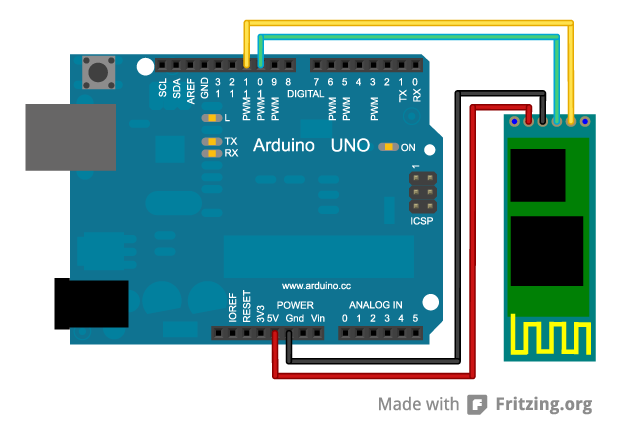 SCL
SDA
AREF
GND
13
12
PWM 11
PWM 10
PWM 9
8
DIGITAL
7
PWM 6
PWM 5
4
PWM 3
2
TX 1
RX 0
L
TX
RX
Arduino UNO
ON
1
ICSP
www.arduino.cc
POWER
ANALOG IN
IOREF
RESET
3V3
5V Gnd Vin
0 1 2 3 4 5
Made with Fritzing.org